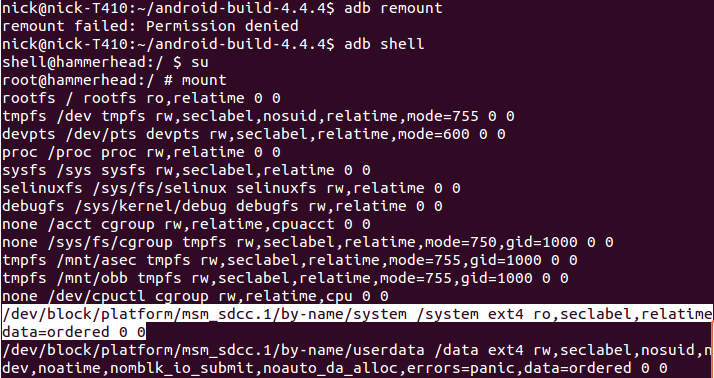 nick@nick-T410:~/android-build-4.4.4$ adb remount
remount failed: Permission denied
nick@nick-T410:~/android-build-4.4.4$ adb shell
shell@hammerhead:/ $ su
root@hammerhead:/ # mount
rootfs / rootfs ro,relatime 0 0
tmpfs /dev tmpfs rw,seclabel,nosuid,relatime,mode=755 0 0
devpts /dev/pts devpts rw,seclabel,relatime,mode=600 0 0
proc /proc proc rw,relatime 0 0
sysfs /sys sysfs rw,seclabel,relatime 0 0
selinuxfs /sys/fs/selinux selinuxfs rw,relatime 0 0
debugfs /sys/kernel/debug debugfs rw,relatime 0 0
none /acct cgroup rw,relatime,cpuacct 0 0
none /sys/fs/cgroup tmpfs rw,seclabel,relatime,mode=750,gid=1000 0 0
tmpfs /mnt/asec tmpfs rw,seclabel,relatime,mode=755,gid=1000 0 0
tmpfs /mnt/obb tmpfs rw,seclabel,relatime,mode=755,gid=1000 0 0
none /dev/cpuctl cgroup rw,relatime,cpu 0 0
/dev/block/platform/msm_sdcc.1/by-name/system /system ext4 ro,seclabel,relatime
data=ordered 0 0
/dev/block/platform/msm_sdcc.1/by-name/userdata /data ext4 rw,seclabel,nosuid,n
dev,noatime,nomblk_io_submit,noauto_da_alloc,errors=panic,data=ordered 0 0